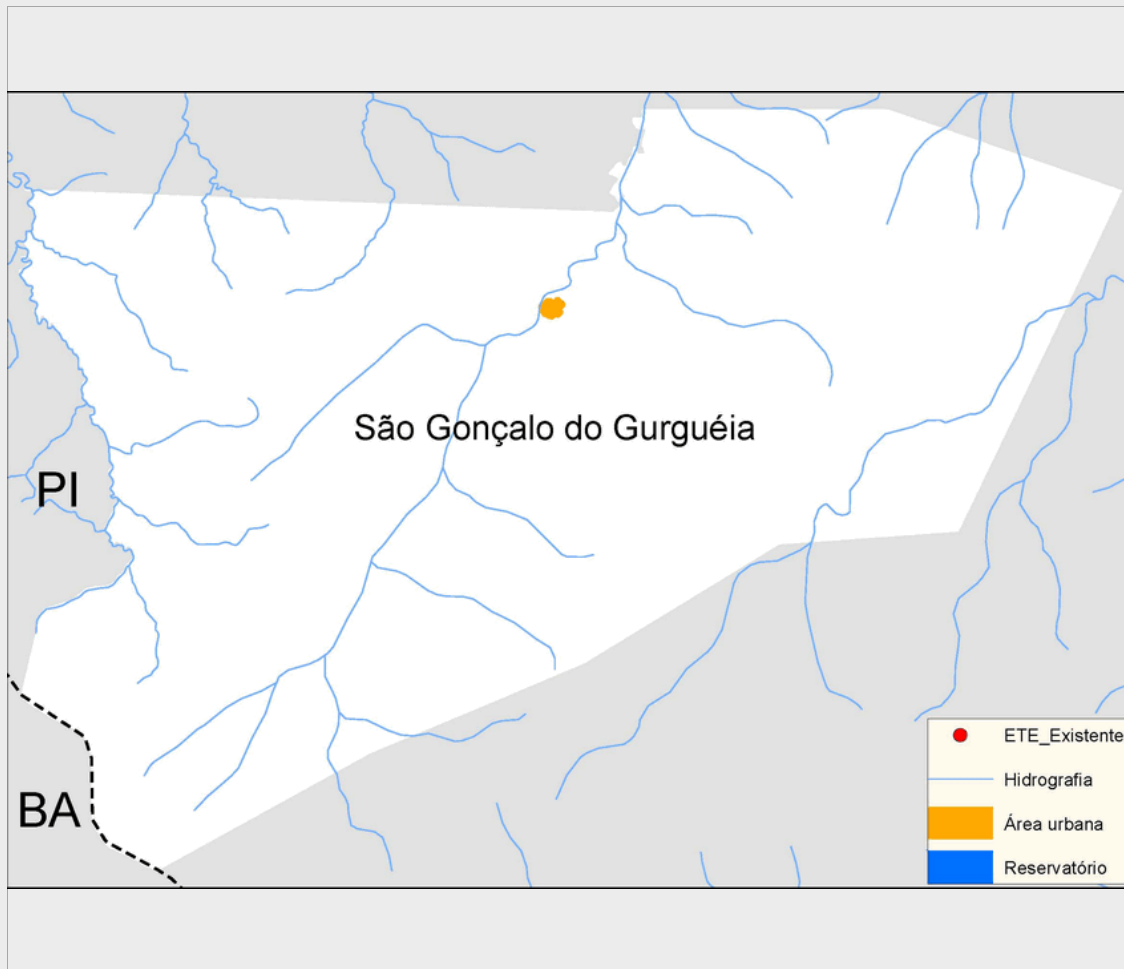 São Gonçalo do Gurguéia
PI
BA
ETE_Existente
Hidrografia
Área urbana
Reservatório